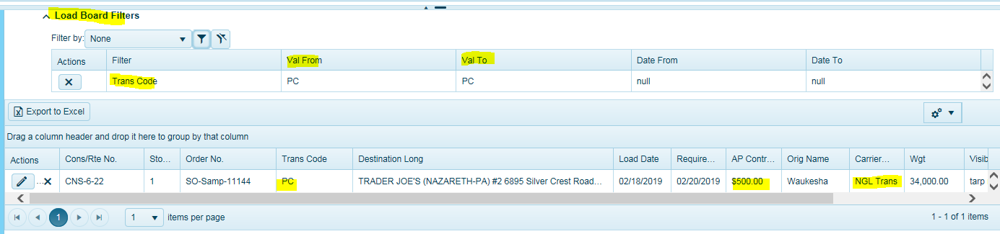 Load Board Filters
Filter by: None
Actions Filter Val From Val To Date From Date To
Trans Code PC PC null null
Export to Excel
Drag a column header and drop it here to group by that column
Actions Cons/Rte No. Sto... Order No. Trans Code Destination Long Load Date Require... AP Contr... Orig Name Carrier... Wgt Visib
...x CNS-6-22 1 SO-Samp-11144 PC TRADER JOE'S (NAZARETH-PA) #2 6895 Silver Crest Road... 02/18/2019 02/20/2019 $500.00 Waukesha NGL Trans 34,000.00 tarp
1 1 items per page 1 - 1 of 1 items